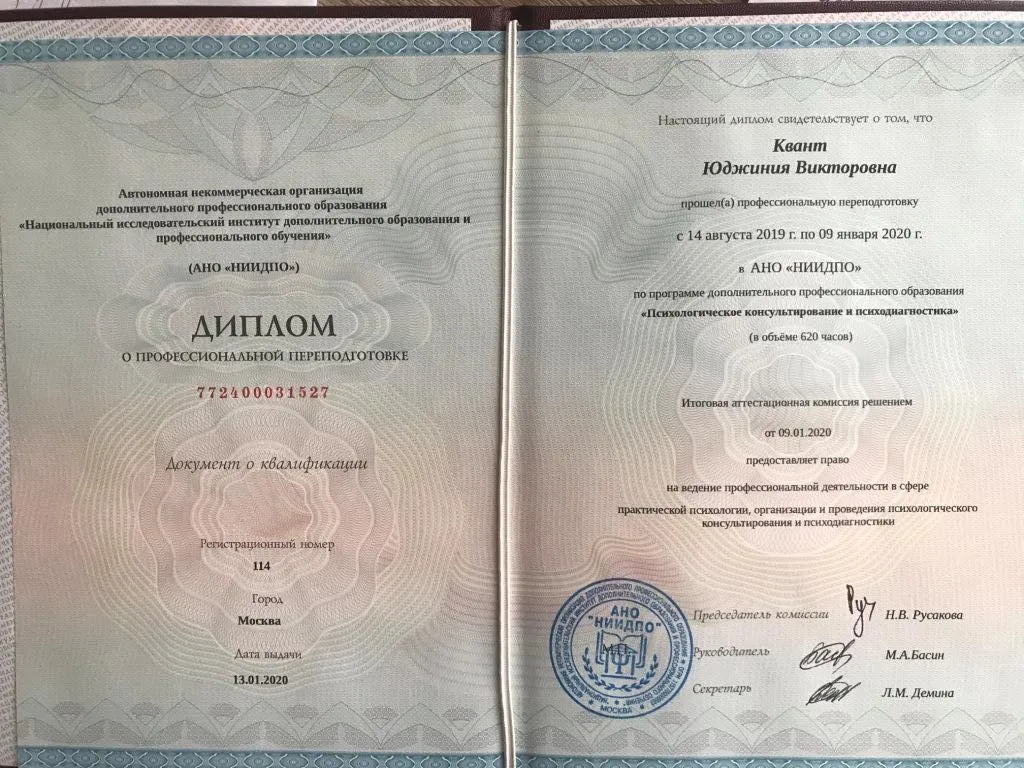 Автономная некоммерческая организация
дополнительного профессионального образования
«Национальный исследовательский институт дополнительного образования и
профессионального обучения»
(АНО «НИИДПО»)
ДИПЛОМ
О ПРОФЕССИОНАЛЬНОЙ ПЕРЕПОДГОТОВКЕ
772400031527
Документ о квалификации
Регистрационный номер
114
Город
Москва
Дата выдачи
13.01.2020
Настоящий диплом свидетельствует о том, что
Квант
Юджиния Викторовна
прошел(а) профессиональную переподготовку
с 14 августа 2019 г. по 09 января 2020 г.
в АНО «НИИДПО»
по программе дополнительного профессионального образования
«Психологическое консультирование и психодиагностика»
(в объёме 620 часов)
Итоговая аттестационная комиссия решением
от 09.01.2020
предоставляет право
на ведение профессиональной деятельности в сфере
практической психологии, организации и проведения психологического
консультирования и психодиагностики
Председатель комиссии Н.В. Русакова
Руководитель М.А.Басин
Секретарь Л.М. Демина
АНО
"НИИДПО"
М.П.
МОСКВА